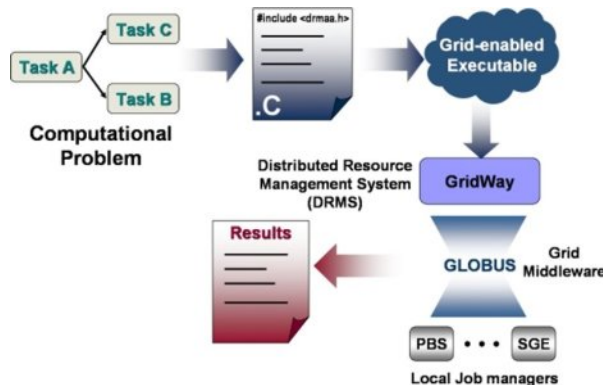 Task A
Task C
Task B
Computational
Problem
#include <drmaa.h>
.C
Grid-enabled
Executable
Distributed Resource
Management System
(DRMS)
GridWay
Results
GLOBUS
Grid
Middleware
PBS • • • SGE
Local Job managers